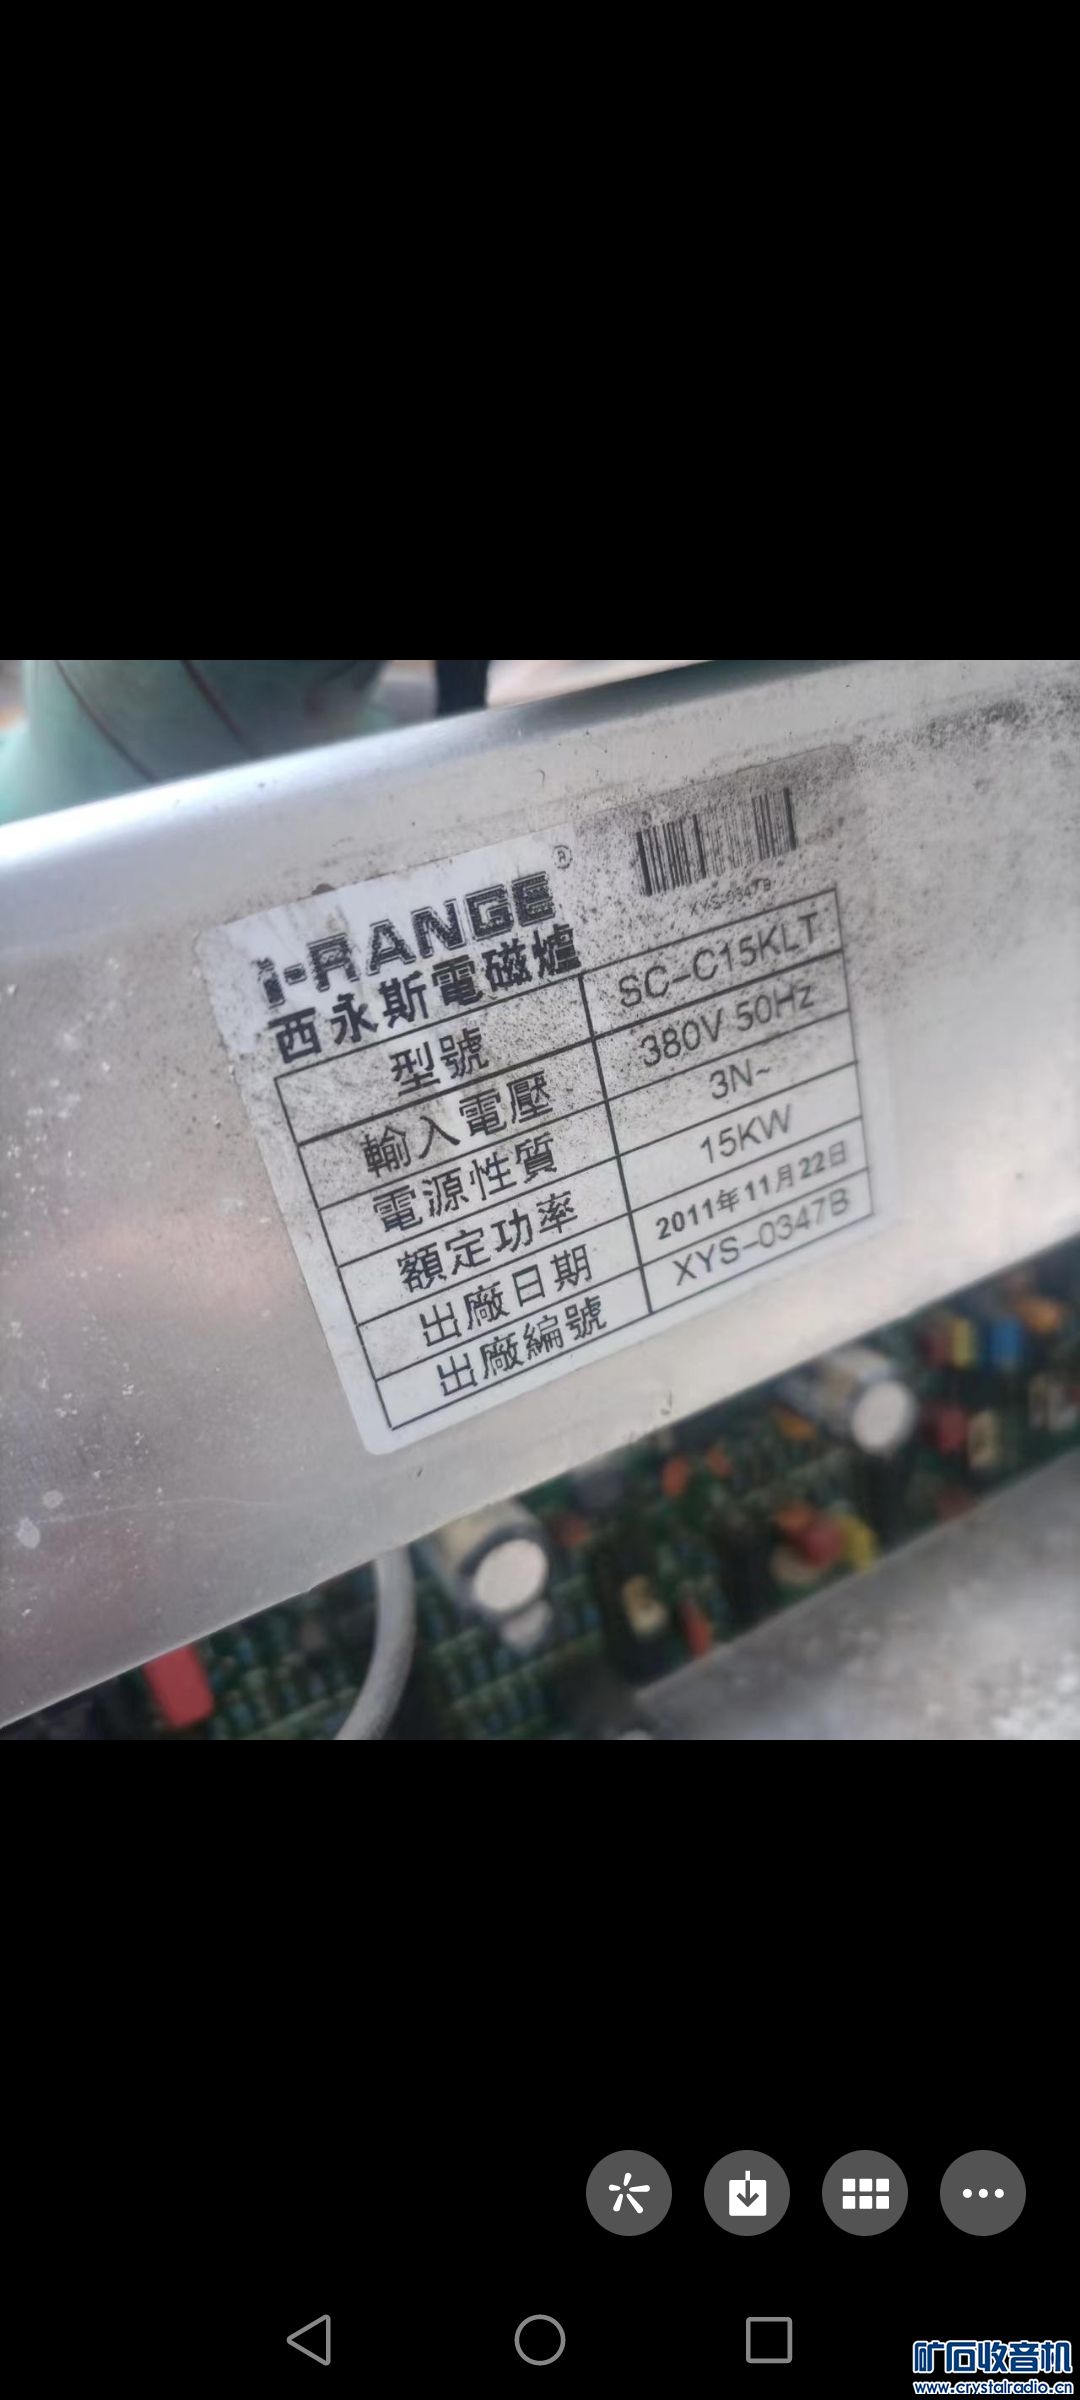 i-RANGE®
西永斯電磁爐
XYS-0347B
型號 SC-C15KLT
輸入電壓 380V 50Hz
電源性質 3N~
額定功率 15KW
出廠日期 2011年11月22日
出廠編號 XYS-0347B
矿石收音机
www.crystalradio.cn